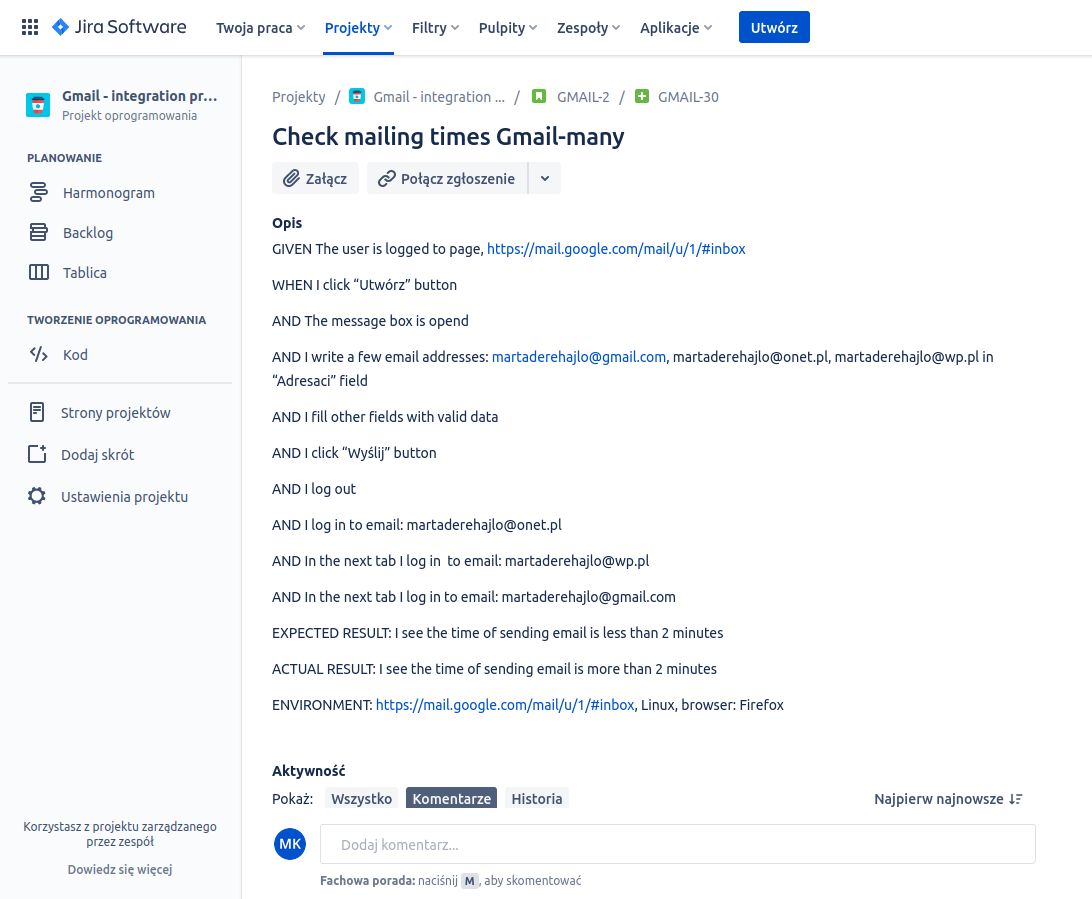 Jira Software Twoja praca Projekty Filtry Pulpity Zespoły Aplikacje Utwórz
Gmail - integration pr...
Projekt oprogramowania
PLANOWANIE
Harmonogram
Backlog
Tablica
TWORZENIE OPROGRAMOWANIA
Kod
Strony projektów
Dodaj skrót
Ustawienia projektu
Korzystasz z projektu zarządzanego
przez zespół
Dowiedz się więcej
Projekty / Gmail - integration ... / GMAIL-2 / GMAIL-30
Check mailing times Gmail-many
Załącz Połącz zgłoszenie
Opis
GIVEN The user is logged to page, https://mail.google.com/mail/u/1/#inbox
WHEN I click “Utwórz” button
AND The message box is opend
AND I write a few email addresses: martaderehajlo@gmail.com, martaderehajlo@onet.pl, martaderehajlo@wp.pl in
“Adresaci” field
AND I fill other fields with valid data
AND I click “Wyślij” button
AND I log out
AND I log in to email: martaderehajlo@onet.pl
AND In the next tab I log in  to email: martaderehajlo@wp.pl
AND In the next tab I log in to email: martaderehajlo@gmail.com
EXPECTED RESULT: I see the time of sending email is less than 2 minutes
ACTUAL RESULT: I see the time of sending email is more than 2 minutes
ENVIRONMENT: https://mail.google.com/mail/u/1/#inbox, Linux, browser: Firefox
Aktywność
Pokaż: Wszystko Komentarze Historia Najpierw najnowsze
MK Dodaj komentarz...
Fachowa porada: naciśnij M, aby skomentować